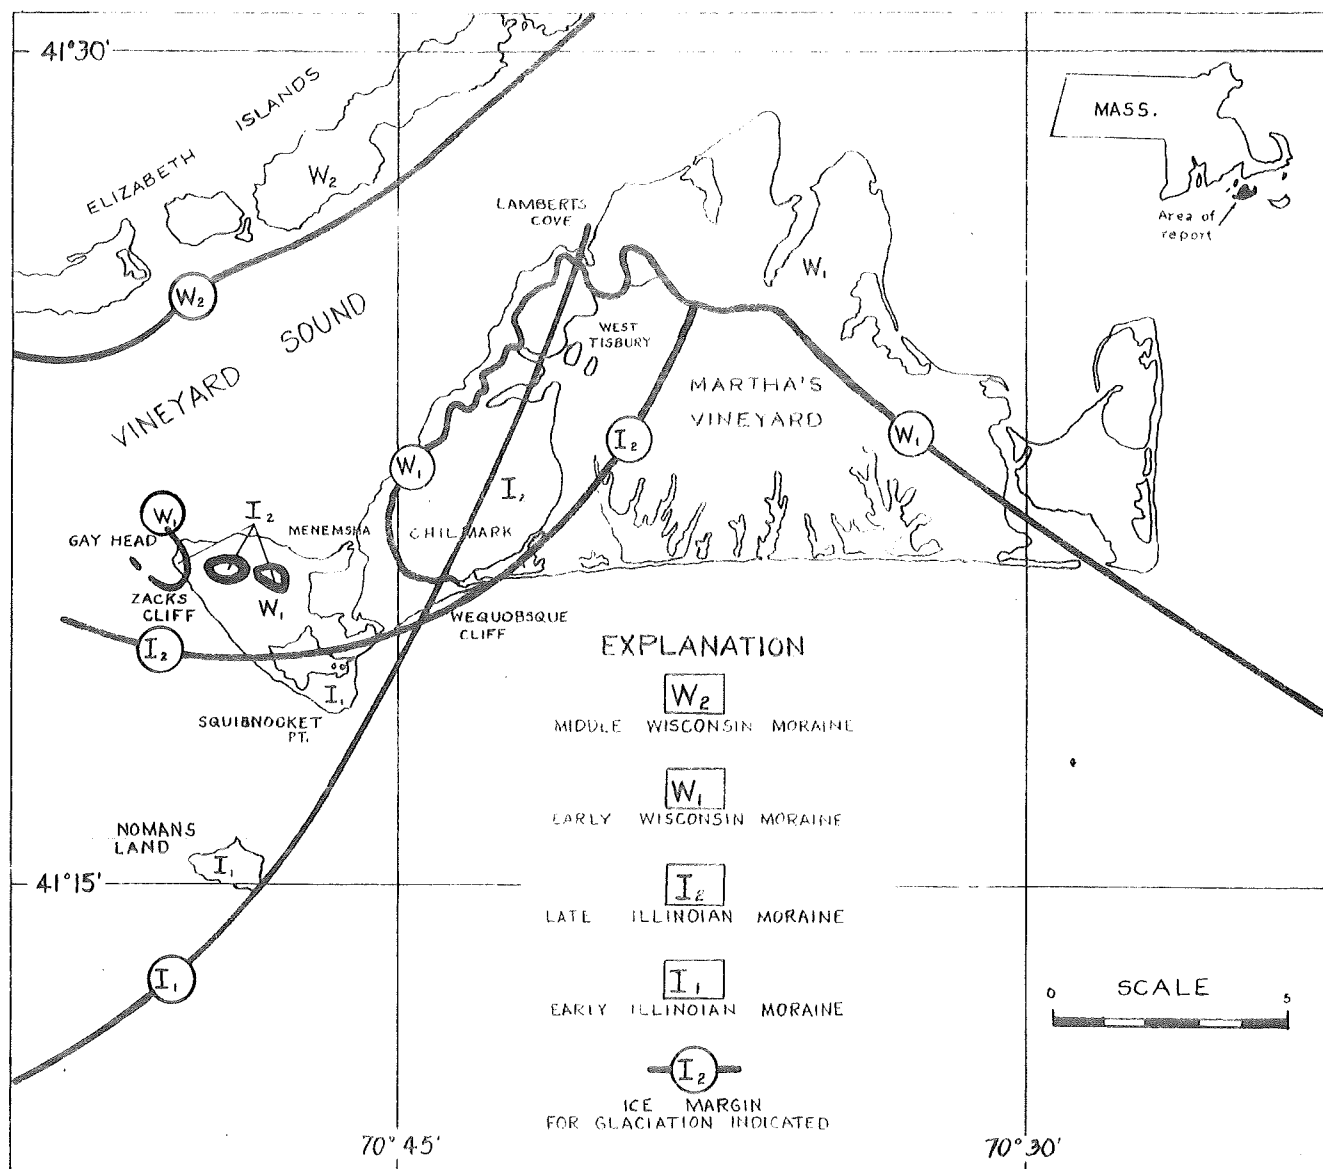 41°30'
ELIZABETH ISLANDS
W₂
MASS.
Area of
report
LAMBERTS
COVE
W₁
W₂
VINEYARD SOUND
WEST
TISBURY
MARTHA'S
VINEYARD
I₂
W₁
W₁
W₁
I₂
GAY HEAD
MENEMSHA
CHILMARK
ZACKS
CLIFF
W₁
WEQUOBSQUE
CLIFF
I₂
I₁
SQUIBNOCKET
PT.
EXPLANATION
W₂
MIDDLE WISCONSIN MORAINE
W₁
EARLY WISCONSIN MORAINE
NOMANS
LAND
I₁
41°15'
I₂
LATE ILLINOIAN MORAINE
I₁
I₁
EARLY ILLINOIAN MORAINE
SCALE
0 5
I₂
ICE MARGIN
FOR GLACIATION INDICATED
70°45'
70°30'